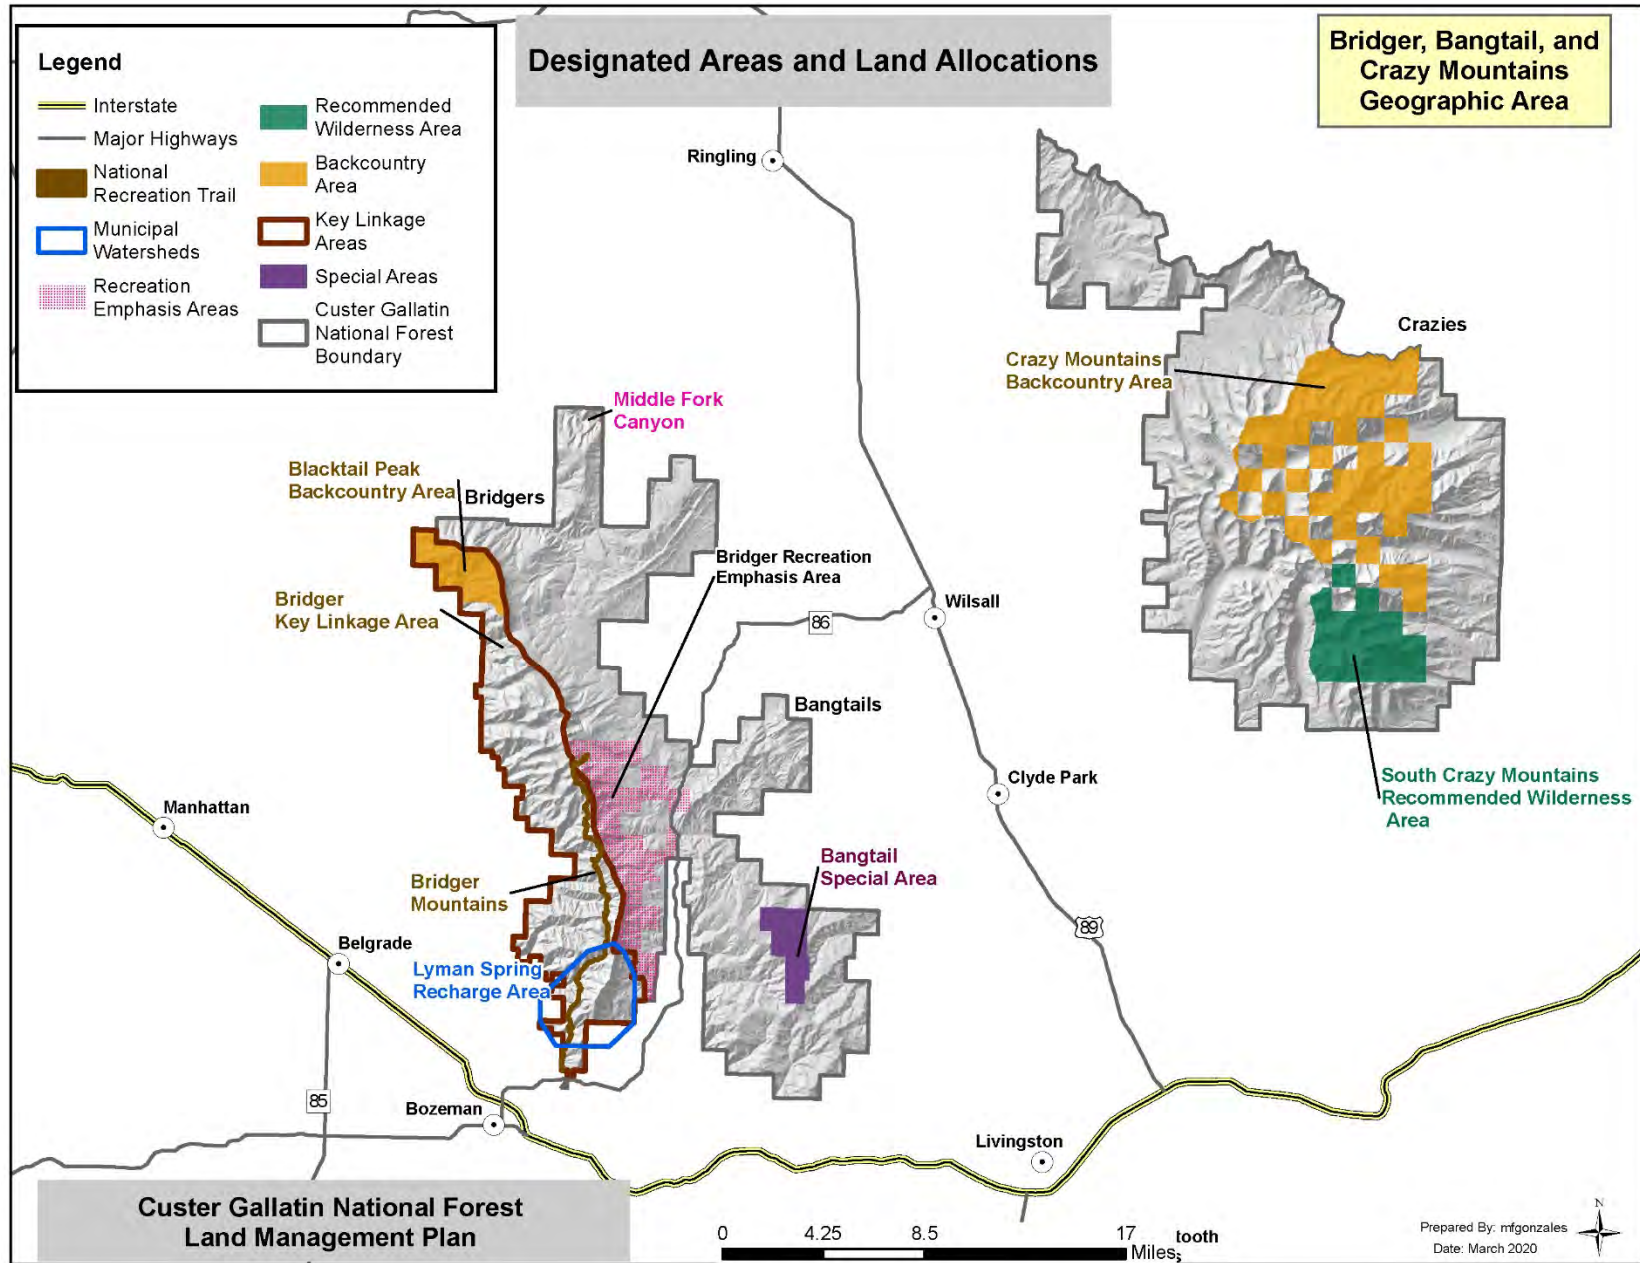 Designated Areas and Land Allocations
Bridger, Bangtail, and
Crazy Mountains
Geographic Area
Legend
Interstate
Major Highways
National
Recreation Trail
Municipal
Watersheds
Recreation
Emphasis Areas
Recommended
Wilderness Area
Backcountry
Area
Key Linkage
Areas
Special Areas
Custer Gallatin
National Forest
Boundary
Ringling
Crazies
Crazy Mountains
Backcountry Area
Middle Fork
Canyon
Blacktail Peak
Backcountry Area
Bridgers
Bridger Recreation
Emphasis Area
Bridger
Key Linkage Area
86
Wilsall
Bangtails
Clyde Park
South Crazy Mountains
Recommended Wilderness
Area
Manhattan
Bangtail
Special Area
Bridger
Mountains
89
Belgrade
Lyman Spring
Recharge Area
85
Bozeman
Livingston
Custer Gallatin National Forest
Land Management Plan
0 4.25 8.5 17
Miles
tooth
N
Prepared By: mfgonzales
Date: March 2020